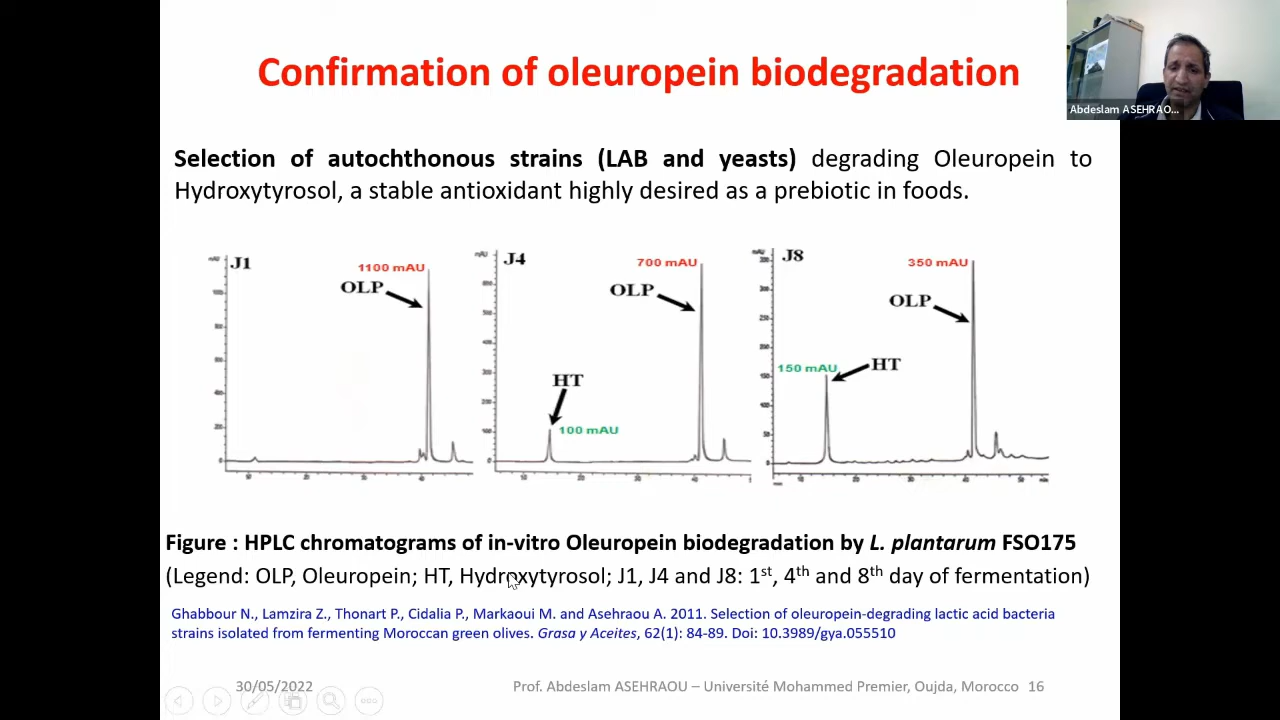 Confirmation of oleuropein biodegradation
Abdeslam ASEHRAO...
Selection of autochthonous strains (LAB and yeasts) degrading Oleuropein to
Hydroxytyrosol, a stable antioxidant highly desired as a prebiotic in foods.
J1
1100 mAU
OLP
J4
700 mAU
OLP
HT
100 mAU
J8
350 mAU
OLP
150 mAU
HT
Figure : HPLC chromatograms of in-vitro Oleuropein biodegradation by L. plantarum FSO175
(Legend: OLP, Oleuropein; HT, Hydroxytyrosol; J1, J4 and J8: 1st, 4th and 8th day of fermentation)
Ghabbour N., Lamzira Z., Thonart P., Cidalia P., Markaoui M. and Asehraou A. 2011. Selection of oleuropein-degrading lactic acid bacteria
strains isolated from fermenting Moroccan green olives. Grasa y Aceites, 62(1): 84-89. Doi: 10.3989/gya.055510
30/05/2022
Prof. Abdeslam ASEHRAOU – Université Mohammed Premier, Oujda, Morocco 16